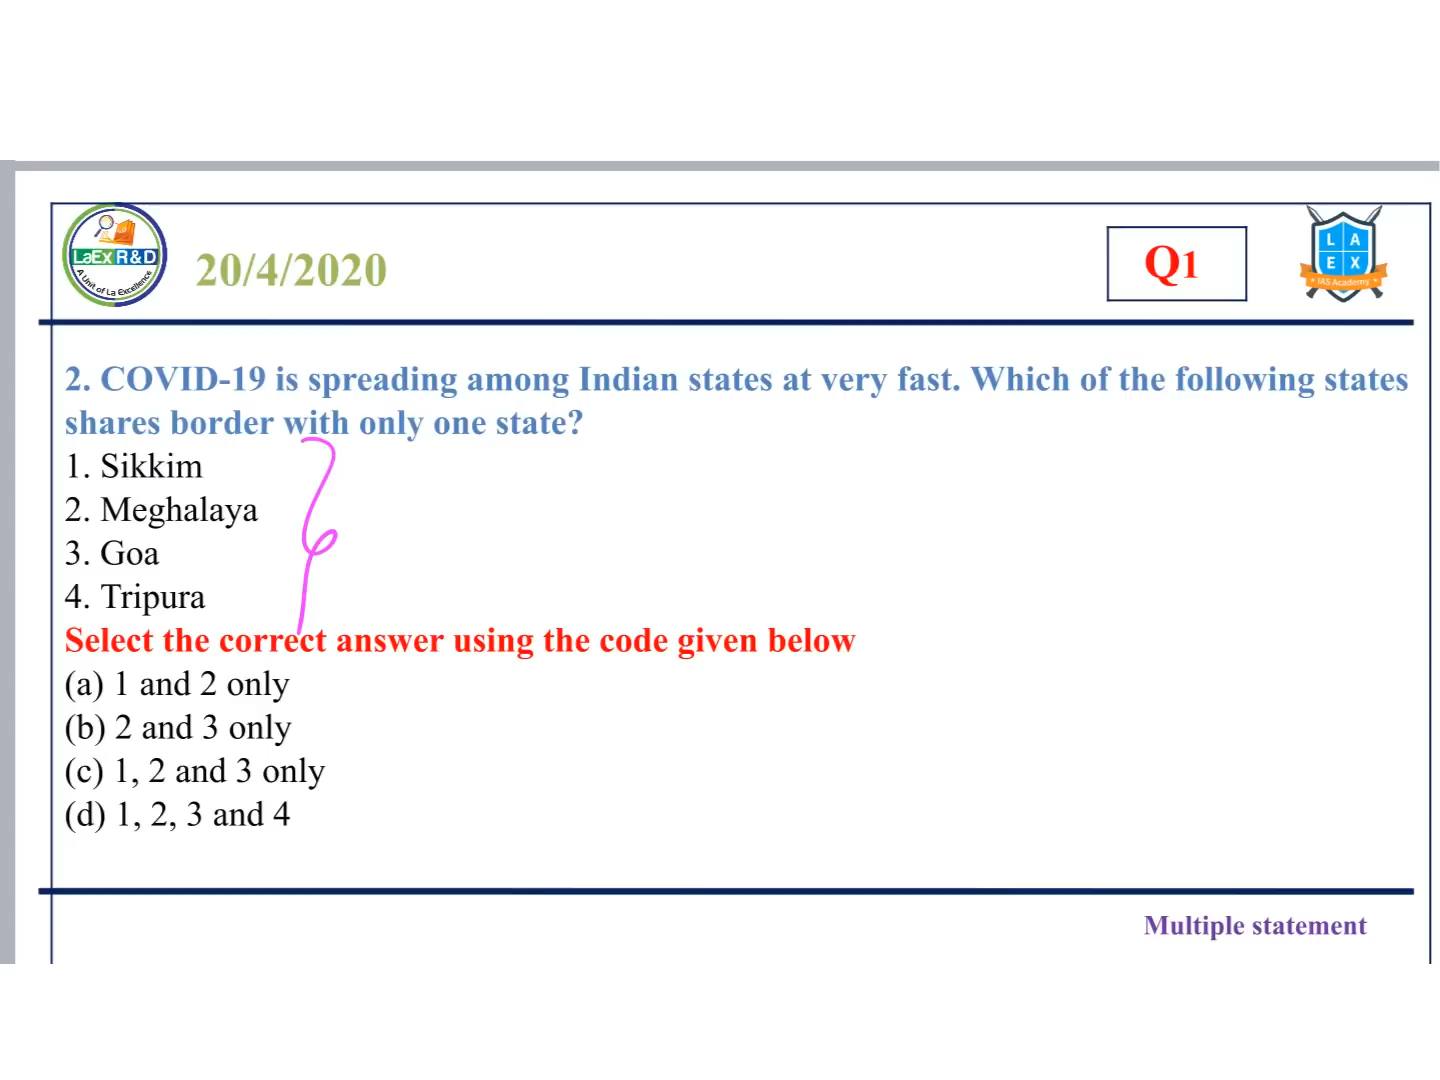 LaEx R&D
A Unit of La Excellence
20/4/2020
Q1
L A
E X
IAS Academy
2. COVID-19 is spreading among Indian states at very fast. Which of the following states
shares border with only one state?
1. Sikkim
2. Meghalaya
3. Goa
4. Tripura
Select the correct answer using the code given below
(a) 1 and 2 only
(b) 2 and 3 only
(c) 1, 2 and 3 only
(d) 1, 2, 3 and 4
Multiple statement